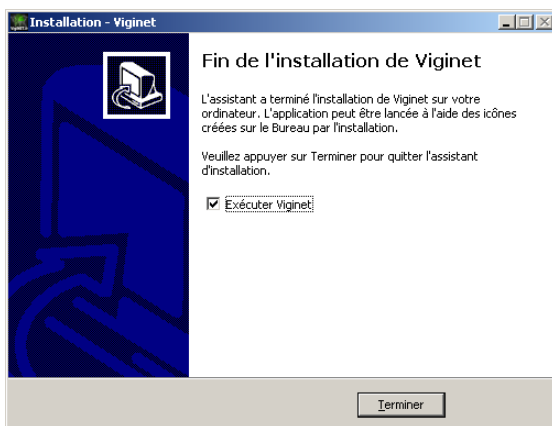 Installation - Viginet
Fin de l'installation de Viginet
L'assistant a terminé l'installation de Viginet sur votre
ordinateur. L'application peut être lancée à l'aide des icônes
créées sur le Bureau par l'installation.
Veuillez appuyer sur Terminer pour quitter l'assistant
d'installation.
Exécuter Viginet
Terminer